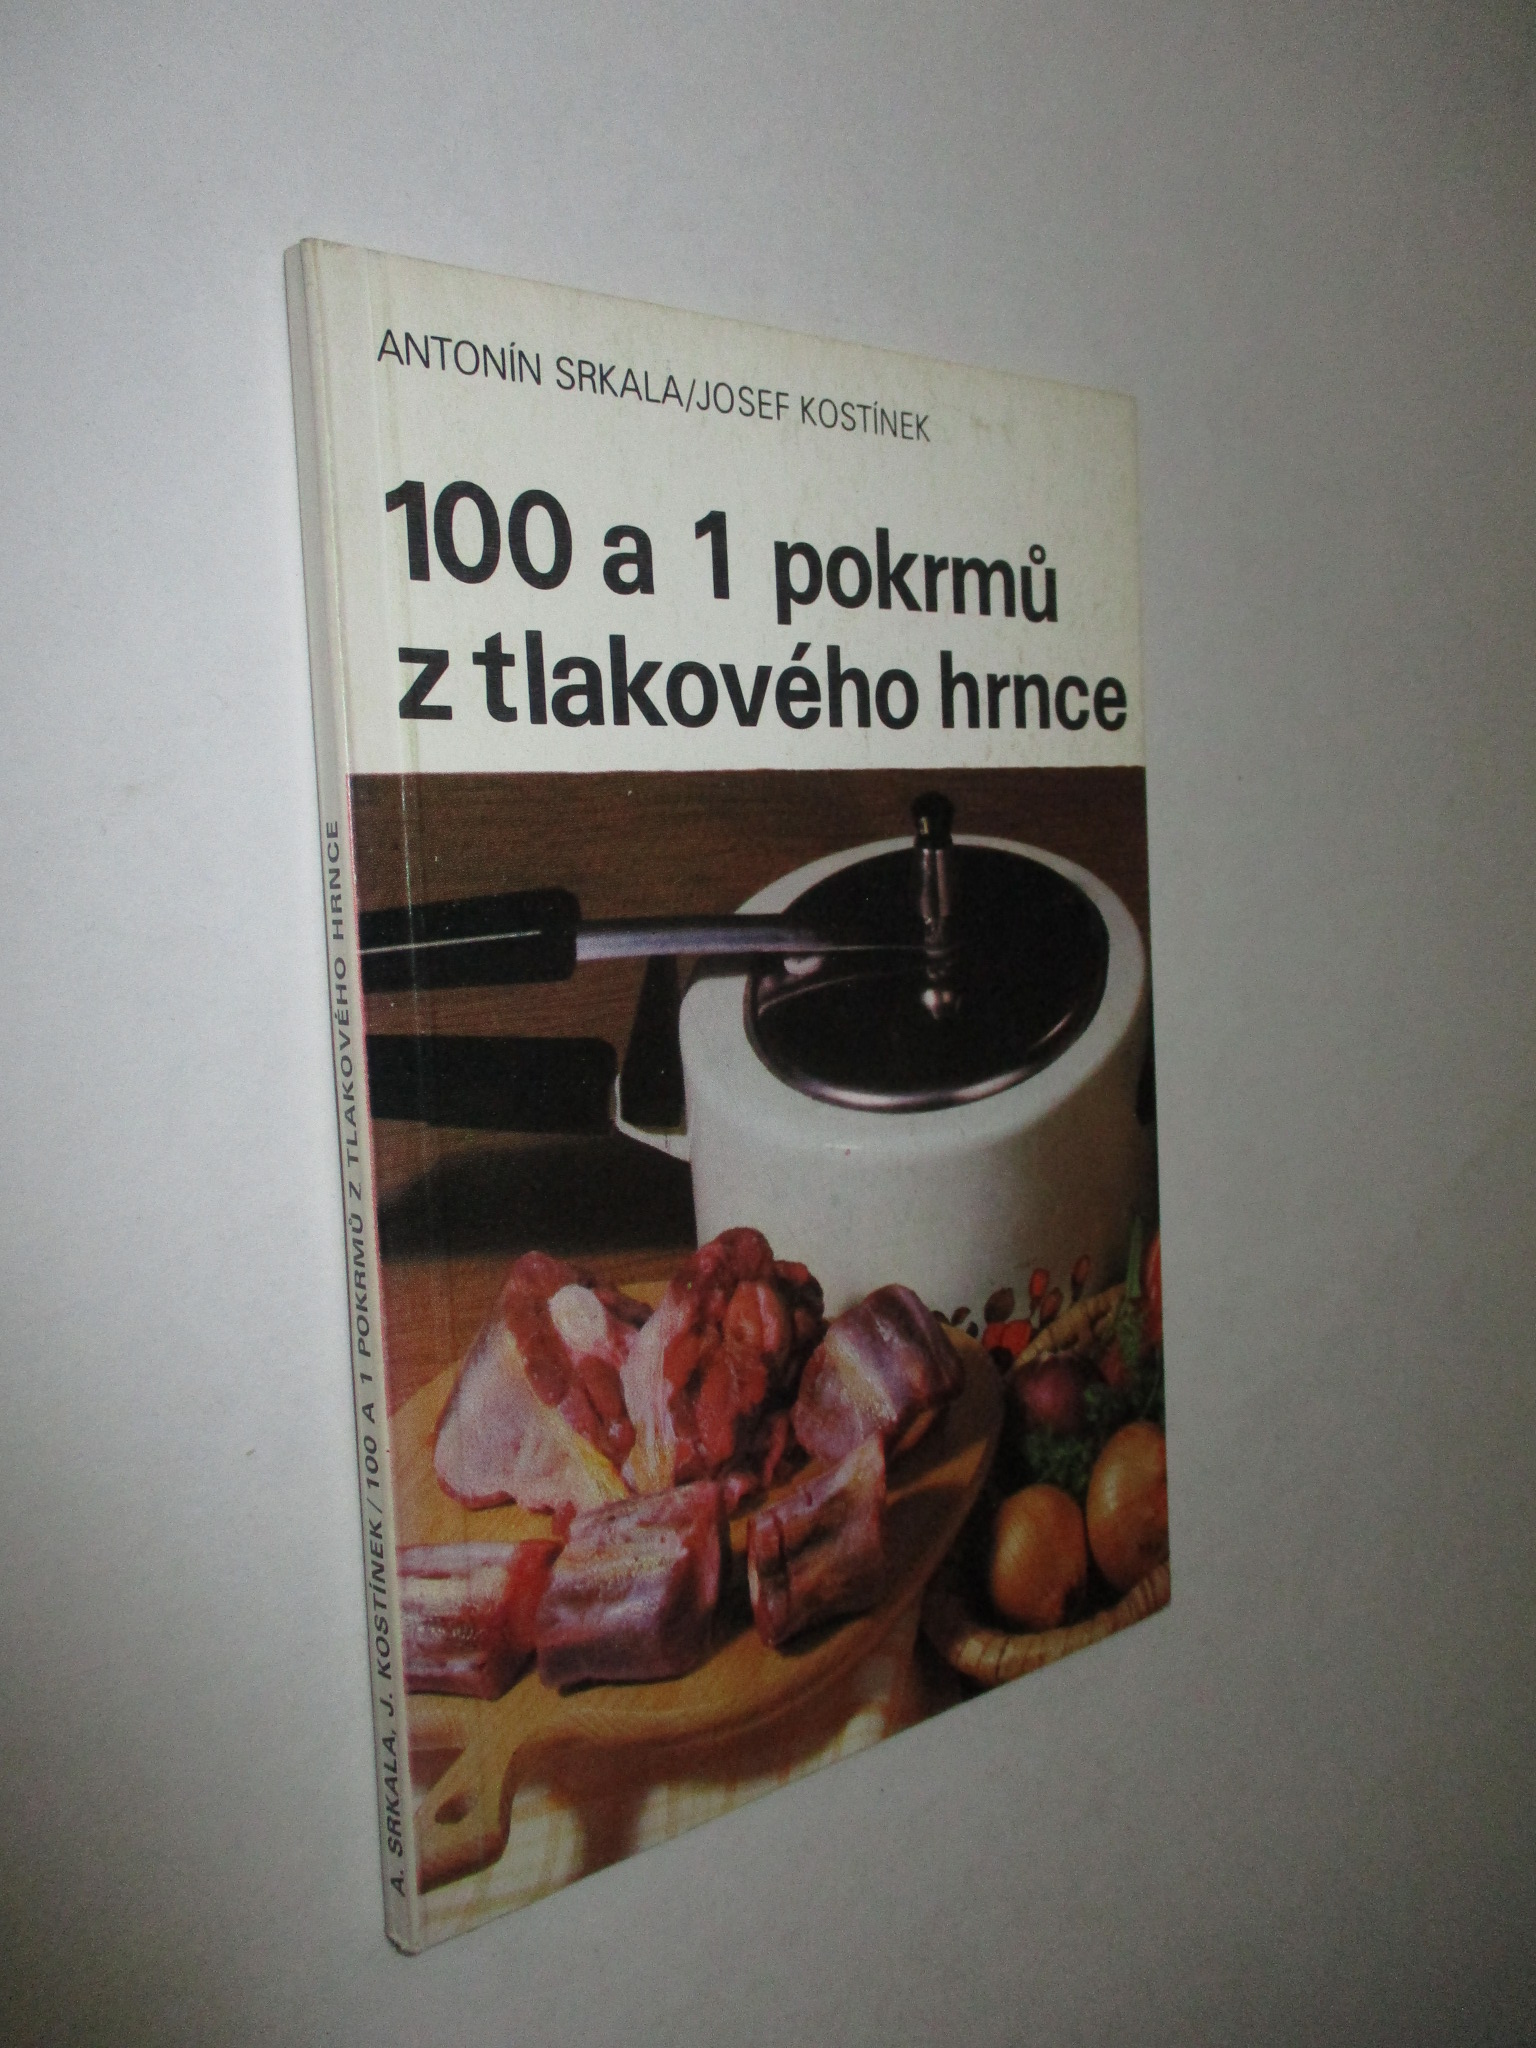 ANTONÍN SRKALA/JOSEF KOSTÍNEK
100 a 1 pokrmů
z tlakového hrnce
A. SRKALA, J. KOSTÍNEK/100 A 1 POKRMŮ Z TLAKOVÉHO HRNCE